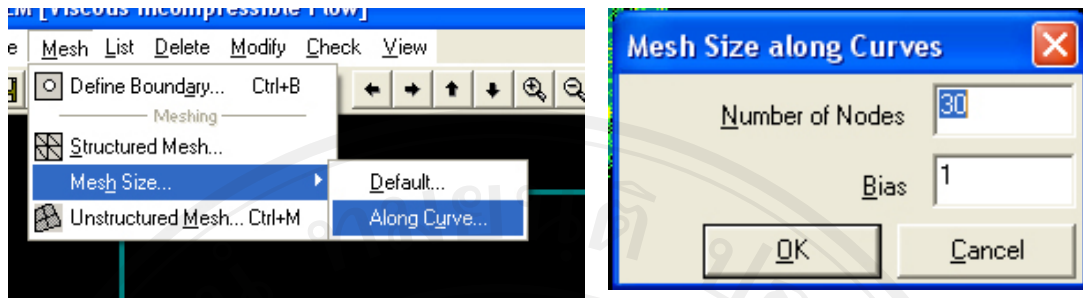 [Viscous Incompressible Flow]
e Mesh List Delete Modify Check View
Define Boundary... Ctrl+B
Meshing
Structured Mesh...
Mesh Size...
Default...
Along Curve...
Unstructured Mesh... Ctrl+M
Mesh Size along Curves
Number of Nodes 30
Bias 1
OK Cancel